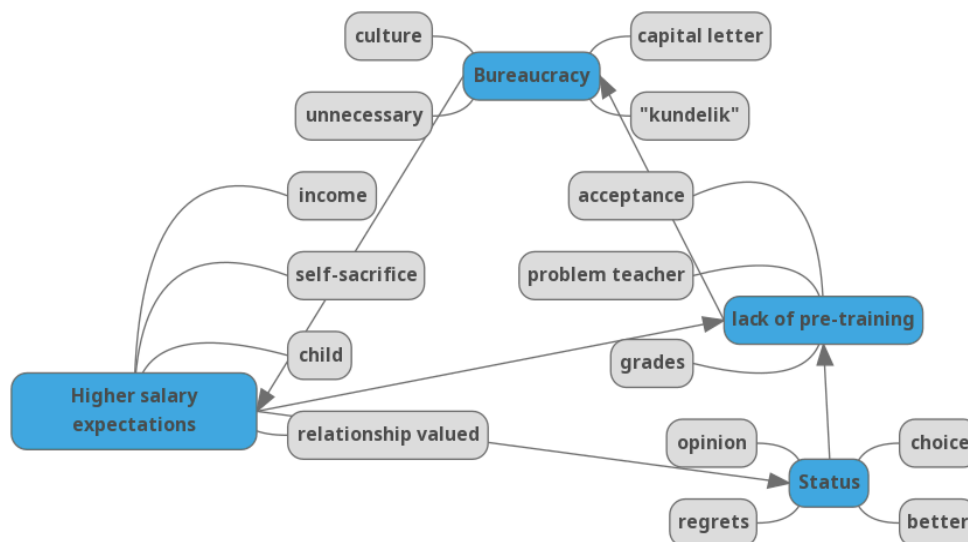 culture
capital letter
Bureaucracy
unnecessary
"kundelik"
income
acceptance
self-sacrifice
problem teacher
lack of pre-training
child
grades
Higher salary
expectations
relationship valued
opinion
choice
Status
regrets
better